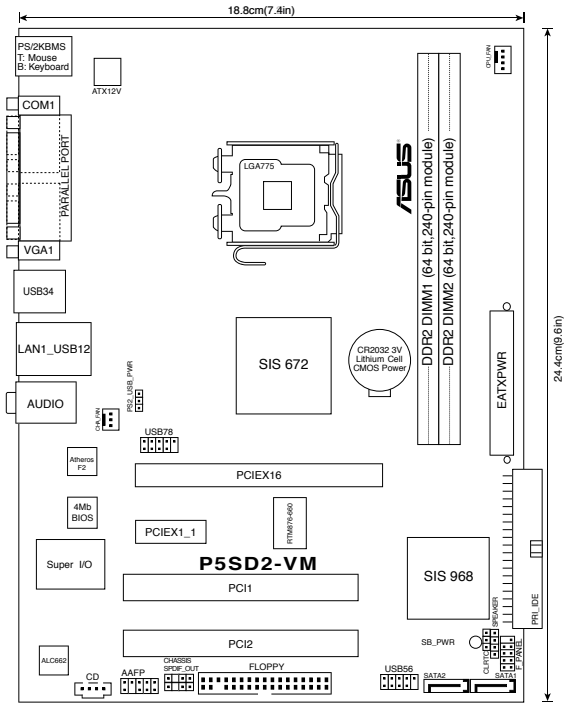 18.8cm(7.4in)
PS/2KBMS
T: Mouse
B: Keyboard
ATX12V
CPU_FAN
COM1
PARALLEL PORT
VGA1
LGA775
ASUS®
DDR2 DIMM1 (64 bit,240-pin module)
DDR2 DIMM2 (64 bit,240-pin module)
24.4cm(9.6in)
USB34
LAN1_USB12
AUDIO
CHA_FAN
PS2_USB_PWR
SIS 672
CR2032 3V
Lithium Cell
CMOS Power
EATXPWR
USB78
Atheros
F2
PCIEX16
4Mb
BIOS
PCIEX1_1
RTM876-660
P5SD2-VM
Super I/O
PCI1
SIS 968
PRI_IDE
SPEAKER
PCI2
SB_PWR
CLRTC
F_PANEL
ALC662
CD
AAFP
CHASSIS
SPDIF_OUT
FLOPPY
USB56
SATA2
SATA1